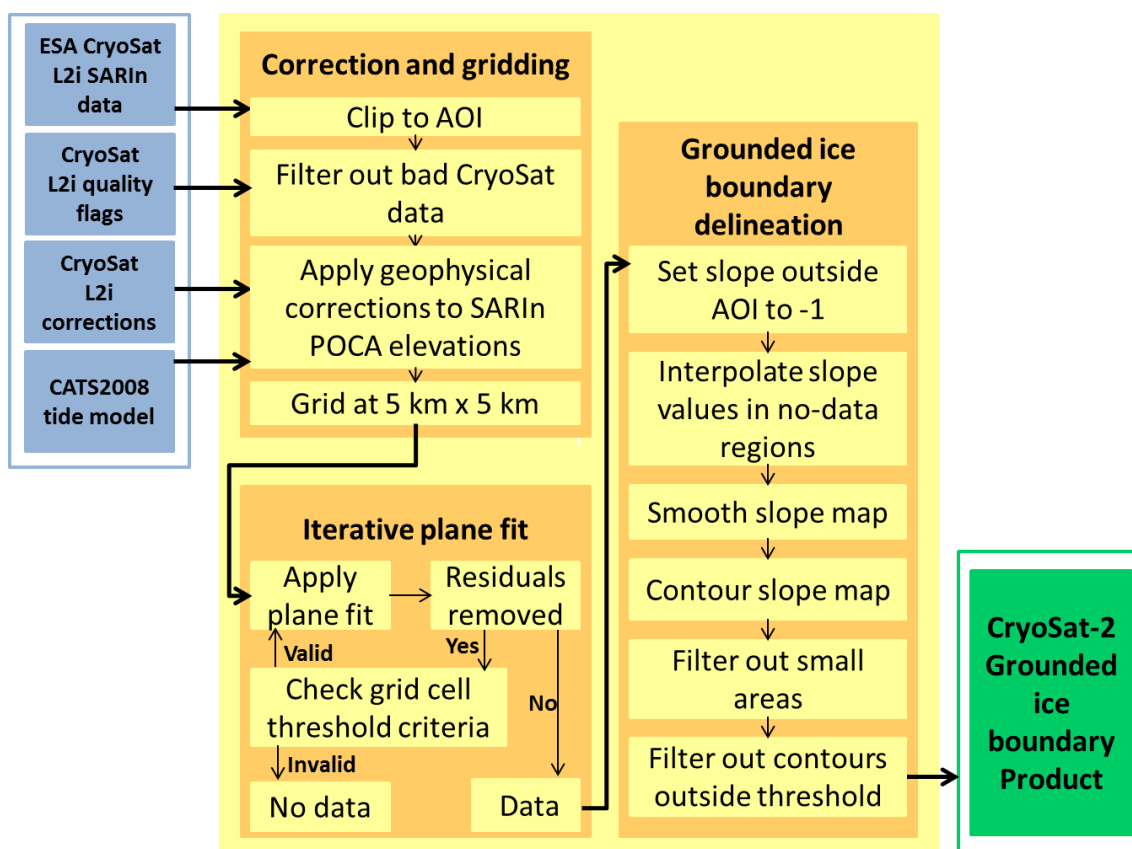 ESA CryoSat
L2i SARIn
data
CryoSat
L2i quality
flags
CryoSat
L2i
corrections
CATS2008
tide model
Correction and gridding
Clip to AOI
Filter out bad CryoSat
data
Apply geophysical
corrections to SARIn
POCA elevations
Grid at 5 km x 5 km
Iterative plane fit
Apply
plane fit
Residuals
removed
Valid
Yes
Check grid cell
threshold criteria
No
Invalid
No data
Data
Grounded ice
boundary
delineation
Set slope outside
AOI to -1
Interpolate slope
values in no-data
regions
Smooth slope map
Contour slope map
Filter out small
areas
Filter out contours
outside threshold
CryoSat-2
Grounded
ice
boundary
Product